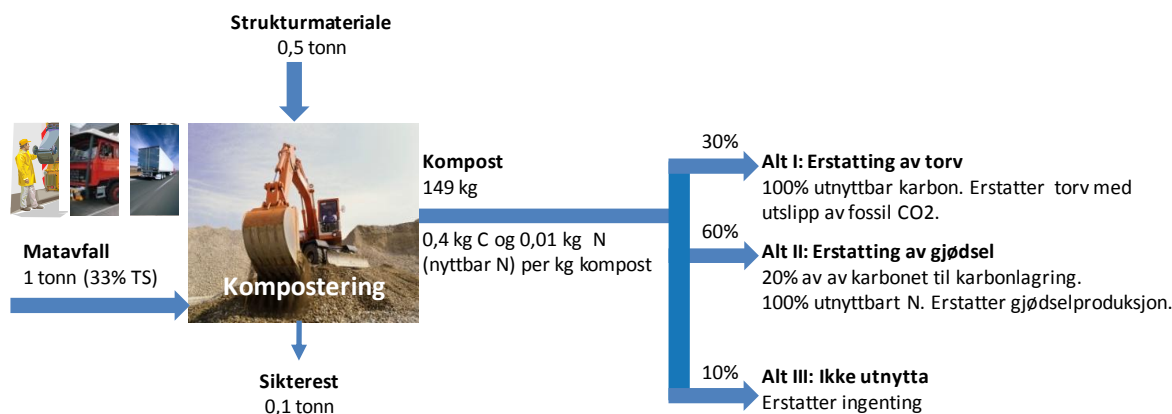 Strukturmateriale
0,5 tonn
Matavfall
1 tonn (33% TS)
Kompostering
Sikterest
0,1 tonn
Kompost
149 kg
0,4 kg C og 0,01 kg N
(nyttbar N) per kg kompost
30%
Alt I: Erstatting av torv
100% utnyttbar karbon. Erstatter torv med
utslipp av fossil CO2.
60%
Alt II: Erstatting av gjødsel
20% av av karbonet til karbonlagring.
100% utnyttbart N. Erstatter gjødselproduksjon.
10%
Alt III: Ikke utnytta
Erstatter ingenting